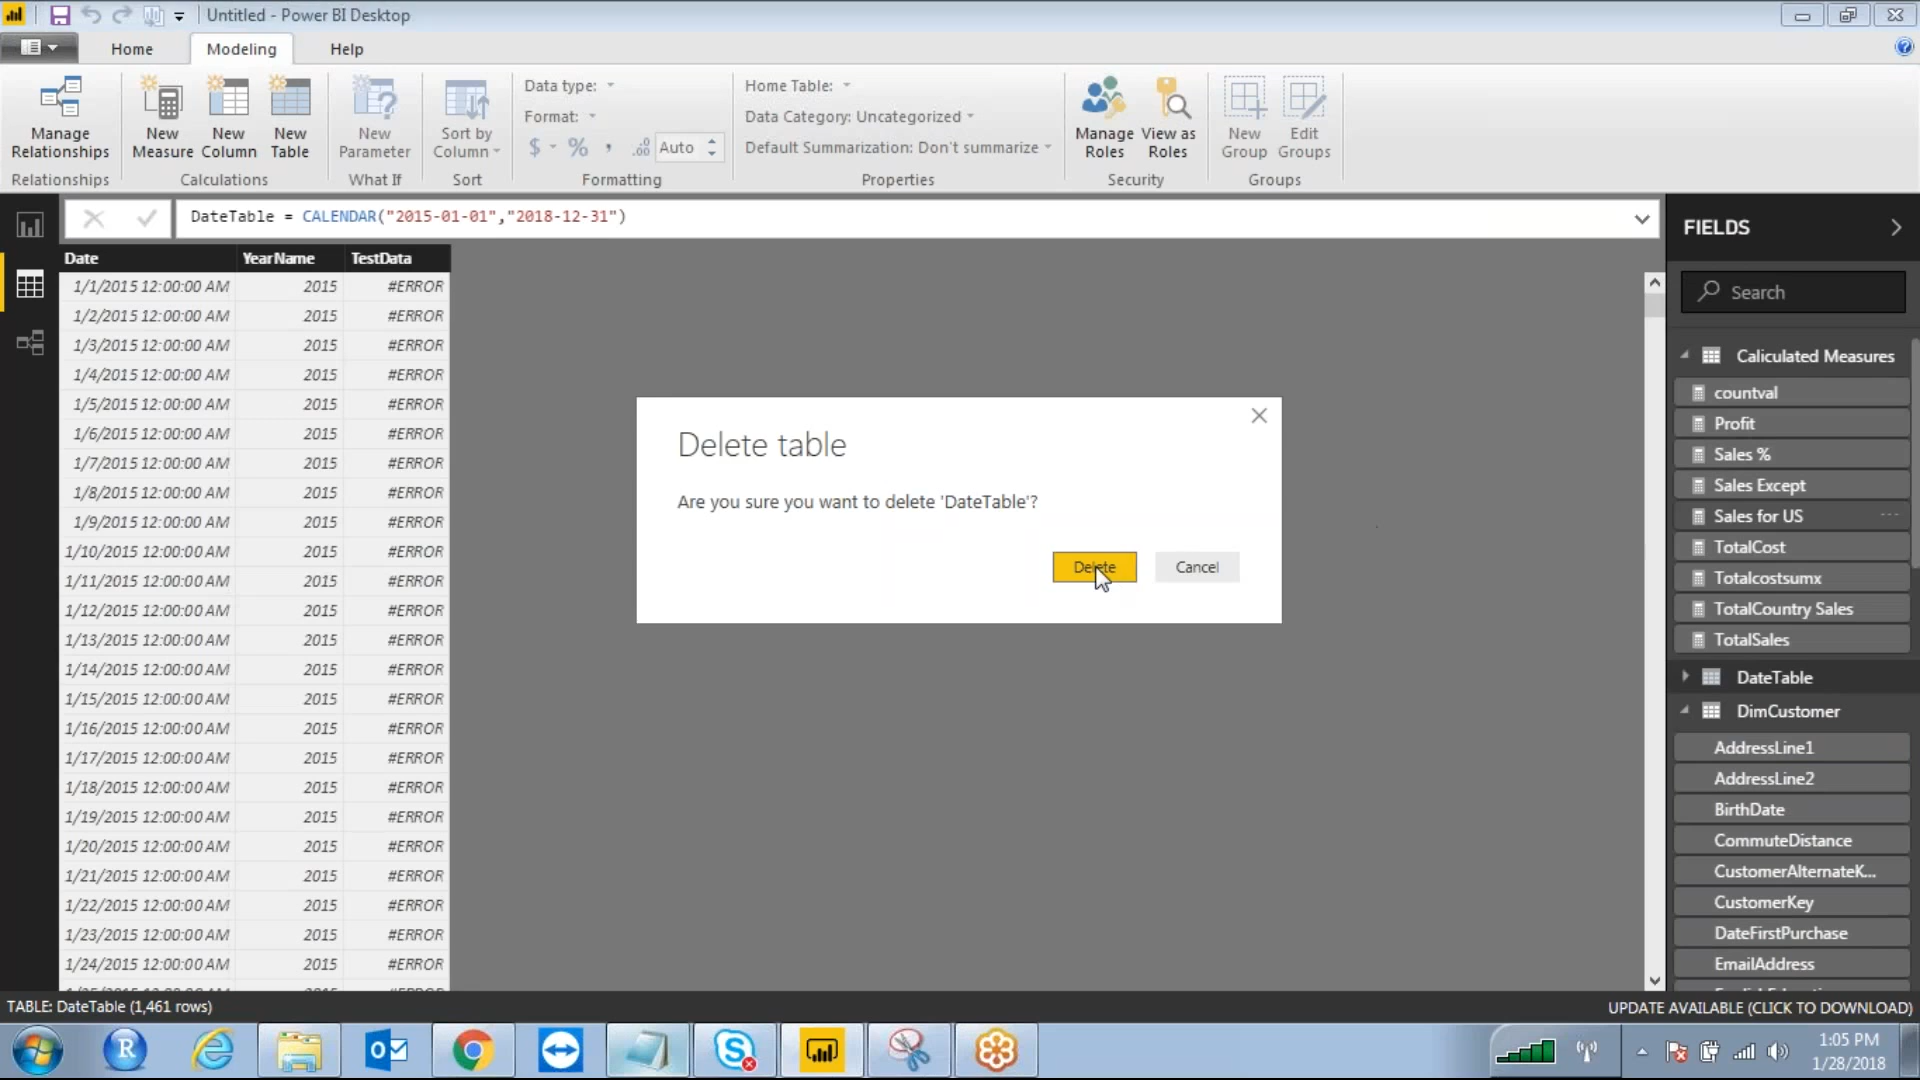 Untitled - Power BI Desktop
Home
Modeling
Help
Manage
Relationships
New
Measure
New
Column
New
Table
New
Parameter
Sort by
Column
Data type:
Format:
$ % , .00 Auto
Home Table:
Data Category: Uncategorized
Default Summarization: Don't summarize
Manage
Roles
View as
Roles
New
Group
Edit
Groups
Relationships
Calculations
What If
Sort
Formatting
Properties
Security
Groups
DateTable = CALENDAR("2015-01-01","2018-12-31")
Date YearName TestData
1/1/2015 12:00:00 AM 2015 #ERROR
1/2/2015 12:00:00 AM 2015 #ERROR
1/3/2015 12:00:00 AM 2015 #ERROR
1/4/2015 12:00:00 AM 2015 #ERROR
1/5/2015 12:00:00 AM 2015 #ERROR
1/6/2015 12:00:00 AM 2015 #ERROR
1/7/2015 12:00:00 AM 2015 #ERROR
1/8/2015 12:00:00 AM 2015 #ERROR
1/9/2015 12:00:00 AM 2015 #ERROR
1/10/2015 12:00:00 AM 2015 #ERROR
1/11/2015 12:00:00 AM 2015 #ERROR
1/12/2015 12:00:00 AM 2015 #ERROR
1/13/2015 12:00:00 AM 2015 #ERROR
1/14/2015 12:00:00 AM 2015 #ERROR
1/15/2015 12:00:00 AM 2015 #ERROR
1/16/2015 12:00:00 AM 2015 #ERROR
1/17/2015 12:00:00 AM 2015 #ERROR
1/18/2015 12:00:00 AM 2015 #ERROR
1/19/2015 12:00:00 AM 2015 #ERROR
1/20/2015 12:00:00 AM 2015 #ERROR
1/21/2015 12:00:00 AM 2015 #ERROR
1/22/2015 12:00:00 AM 2015 #ERROR
1/23/2015 12:00:00 AM 2015 #ERROR
1/24/2015 12:00:00 AM 2015 #ERROR
Delete table
Are you sure you want to delete 'DateTable'?
Delete
Cancel
FIELDS
Search
Caliculated Measures
countval
Profit
Sales %
Sales Except
Sales for US
TotalCost
Totalcostsumx
TotalCountry Sales
TotalSales
DateTable
DimCustomer
AddressLine1
AddressLine2
BirthDate
CommuteDistance
CustomerAlternateK...
CustomerKey
DateFirstPurchase
EmailAddress
TABLE: DateTable (1,461 rows)
UPDATE AVAILABLE (CLICK TO DOWNLOAD)
1:05 PM
1/28/2018